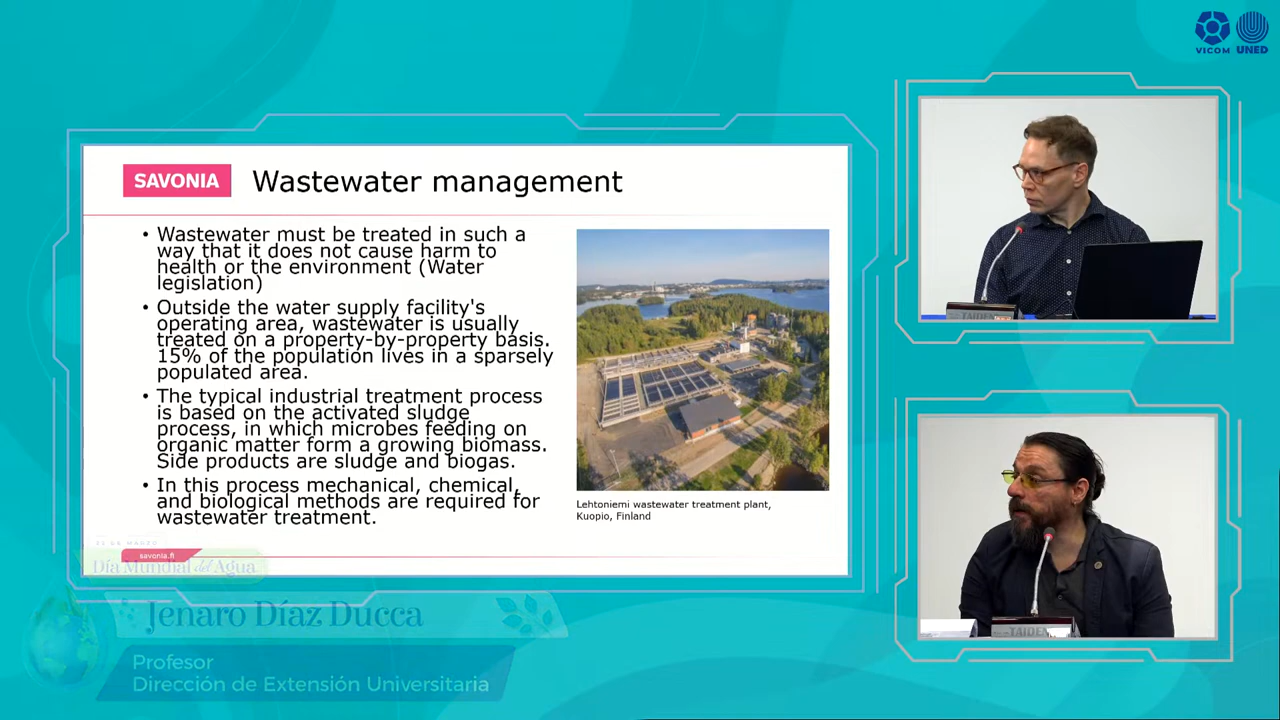 VICOM UNED
SAVONIA
Wastewater management
• Wastewater must be treated in such a
way that it does not cause harm to
health or the environment (Water
legislation)
• Outside the water supply facility's
operating area, wastewater is usually
treated on a property-by-property basis.
15% of the population lives in a sparsely
populated area.
• The typical industrial treatment process
is based on the activated sludge
process, in which microbes feeding on
organic matter form a growing biomass.
Side products are sludge and biogas.
• In this process mechanical, chemical,
and biological methods are required for
wastewater treatment.
Lehtoniemi wastewater treatment plant,
Kuopio, Finland
savonia.fi
Día Mundial del Agua
Jenaro Díaz Ducca
Profesor
Dirección de Extensión Universitaria
TAIDEN
TAIDEN